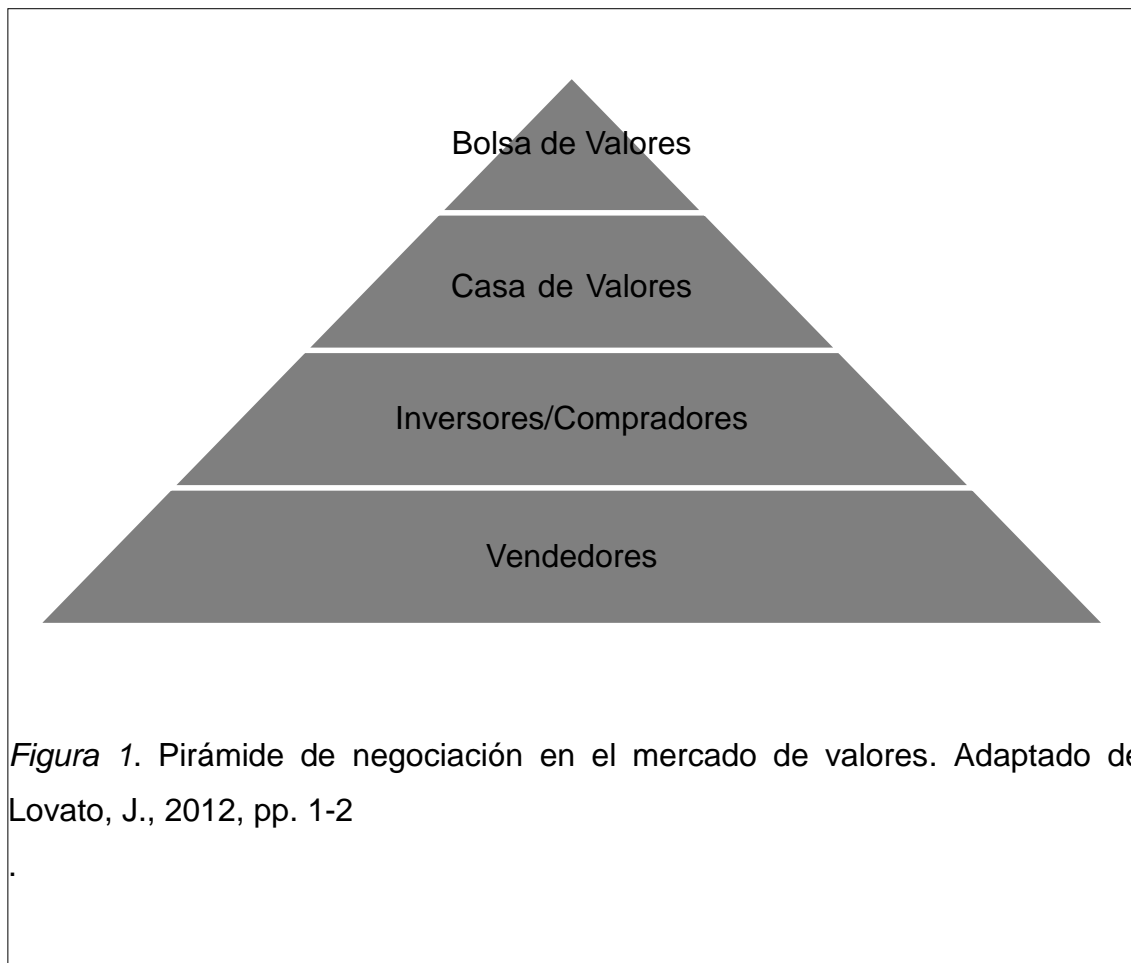 Bolsa de Valores
Casa de Valores
Inversores/Compradores
Vendedores
Figura 1. Pirámide de negociación en el mercado de valores. Adaptado de
Lovato, J., 2012, pp. 1-2
.